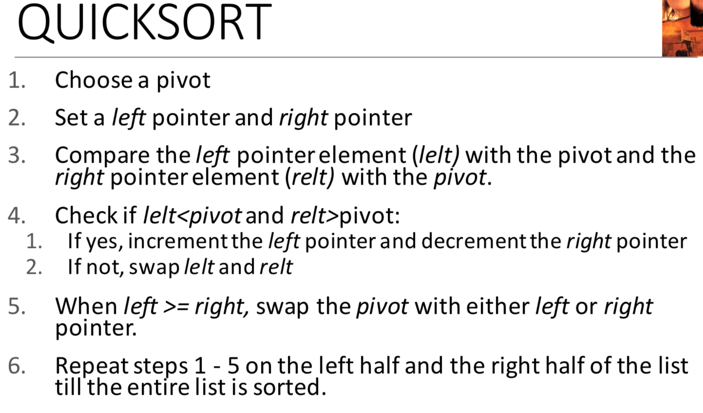 QUICKSORT
1. Choose a pivot
2. Set a left pointer and right pointer
3. Compare the left pointer element (lelt) with the pivot and the
right pointer element (relt) with the pivot.
4. Check if lelt<pivot and relt>pivot:
1. If yes, increment the left pointer and decrement the right pointer
2. If not, swap lelt and relt
5. When left >= right, swap the pivot with either left or right
pointer.
6. Repeat steps 1 - 5 on the left half and the right half of the list
till the entire list is sorted.